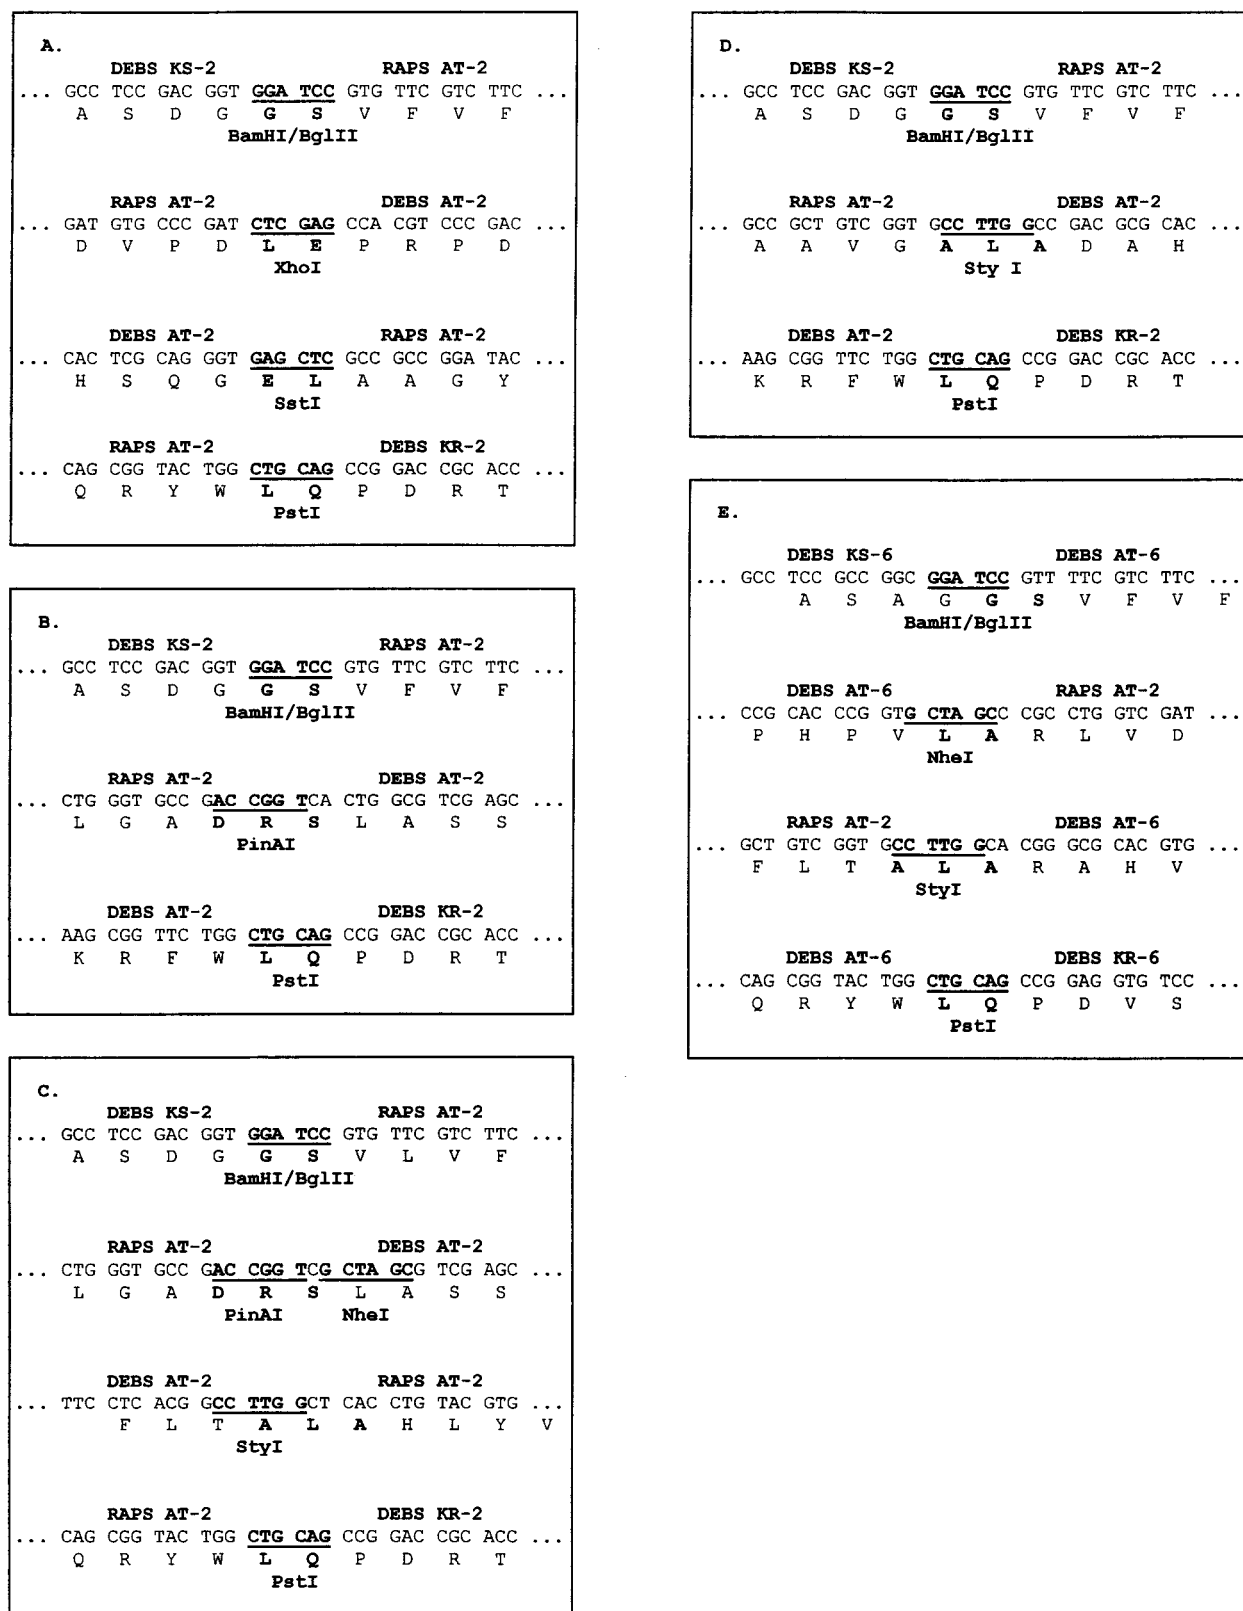 A.
DEBS KS-2 RAPS AT-2
... GCC TCC GAC GGT GGA TCC GTG TTC GTC TTC ...
A S D G G S V F V F
BamHI/BglII
RAPS AT-2 DEBS AT-2
... GAT GTG CCC GAT CTC GAG CCA CGT CCC GAC ...
D V P D L E P R P D
XhoI
DEBS AT-2 RAPS AT-2
... CAC TCG CAG GGT GAG CTC GCC GCC GGA TAC ...
H S Q G E L A A G Y
SstI
RAPS AT-2 DEBS KR-2
... CAG CGG TAC TGG CTG CAG CCG GAC CGC ACC ...
Q R Y W L Q P D R T
PstI
B.
DEBS KS-2 RAPS AT-2
... GCC TCC GAC GGT GGA TCC GTG TTC GTC TTC ...
A S D G G S V F V F
BamHI/BglII
RAPS AT-2 DEBS AT-2
... CTG GGT GCC GAC CGG TCA CTG GCG TCG AGC ...
L G A D R S L A S S
PinAI
DEBS AT-2 DEBS KR-2
... AAG CGG TTC TGG CTG CAG CCG GAC CGC ACC ...
K R F W L Q P D R T
PstI
C.
DEBS KS-2 RAPS AT-2
... GCC TCC GAC GGT GGA TCC GTG TTC GTC TTC ...
A S D G G S V L V F
BamHI/BglII
RAPS AT-2 DEBS AT-2
... CTG GGT GCC GAC CGG TCG CTA GCG TCG AGC ...
L G A D R S L A S S
PinAI NheI
DEBS AT-2 RAPS AT-2
... TTC CTC ACG GCC TTG GCT CAC CTG TAC GTG ...
F L T A L A H L Y V
StyI
RAPS AT-2 DEBS KR-2
... CAG CGG TAC TGG CTG CAG CCG GAC CGC ACC ...
Q R Y W L Q P D R T
PstI
D.
DEBS KS-2 RAPS AT-2
... GCC TCC GAC GGT GGA TCC GTG TTC GTC TTC ...
A S D G G S V F V F
BamHI/BglII
RAPS AT-2 DEBS AT-2
... GCC GCT GTC GGT GCC TTGG CC GAC GCG CAC ...
A A V G A L A D A H
Sty I
DEBS AT-2 DEBS KR-2
... AAG CGG TTC TGG CTG CAG CCG GAC CGC ACC ...
K R F W L Q P D R T
PstI
E.
DEBS KS-6 DEBS AT-6
... GCC TCC GCC GGC GGA TCC GTT TTC GTC TTC ...
A S A G G S V F V F
BamHI/BglII
DEBS AT-6 RAPS AT-2
... CCG CAC CCG GTG CTA GCC CGC CTG GTC GAT ...
P H P V L A R L V D
NheI
RAPS AT-2 DEBS AT-6
... GCT GTC GGT GCC TTG GCA CGG GCG CAC GTG ...
F L T A L A R A H V
StyI
DEBS AT-6 DEBS KR-6
... CAG CGG TAC TGG CTG CAG CCG GAG GTG TCC ...
Q R Y W L Q P D V S
PstI